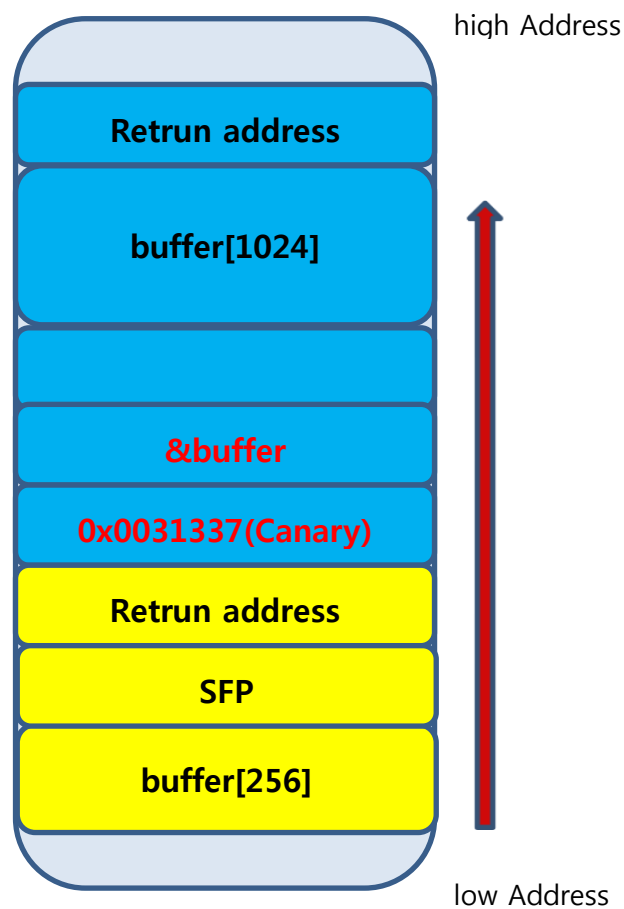 high Address
Retrun address
buffer[1024]
&buffer
0x0031337(Canary)
Retrun address
SFP
buffer[256]
low Address